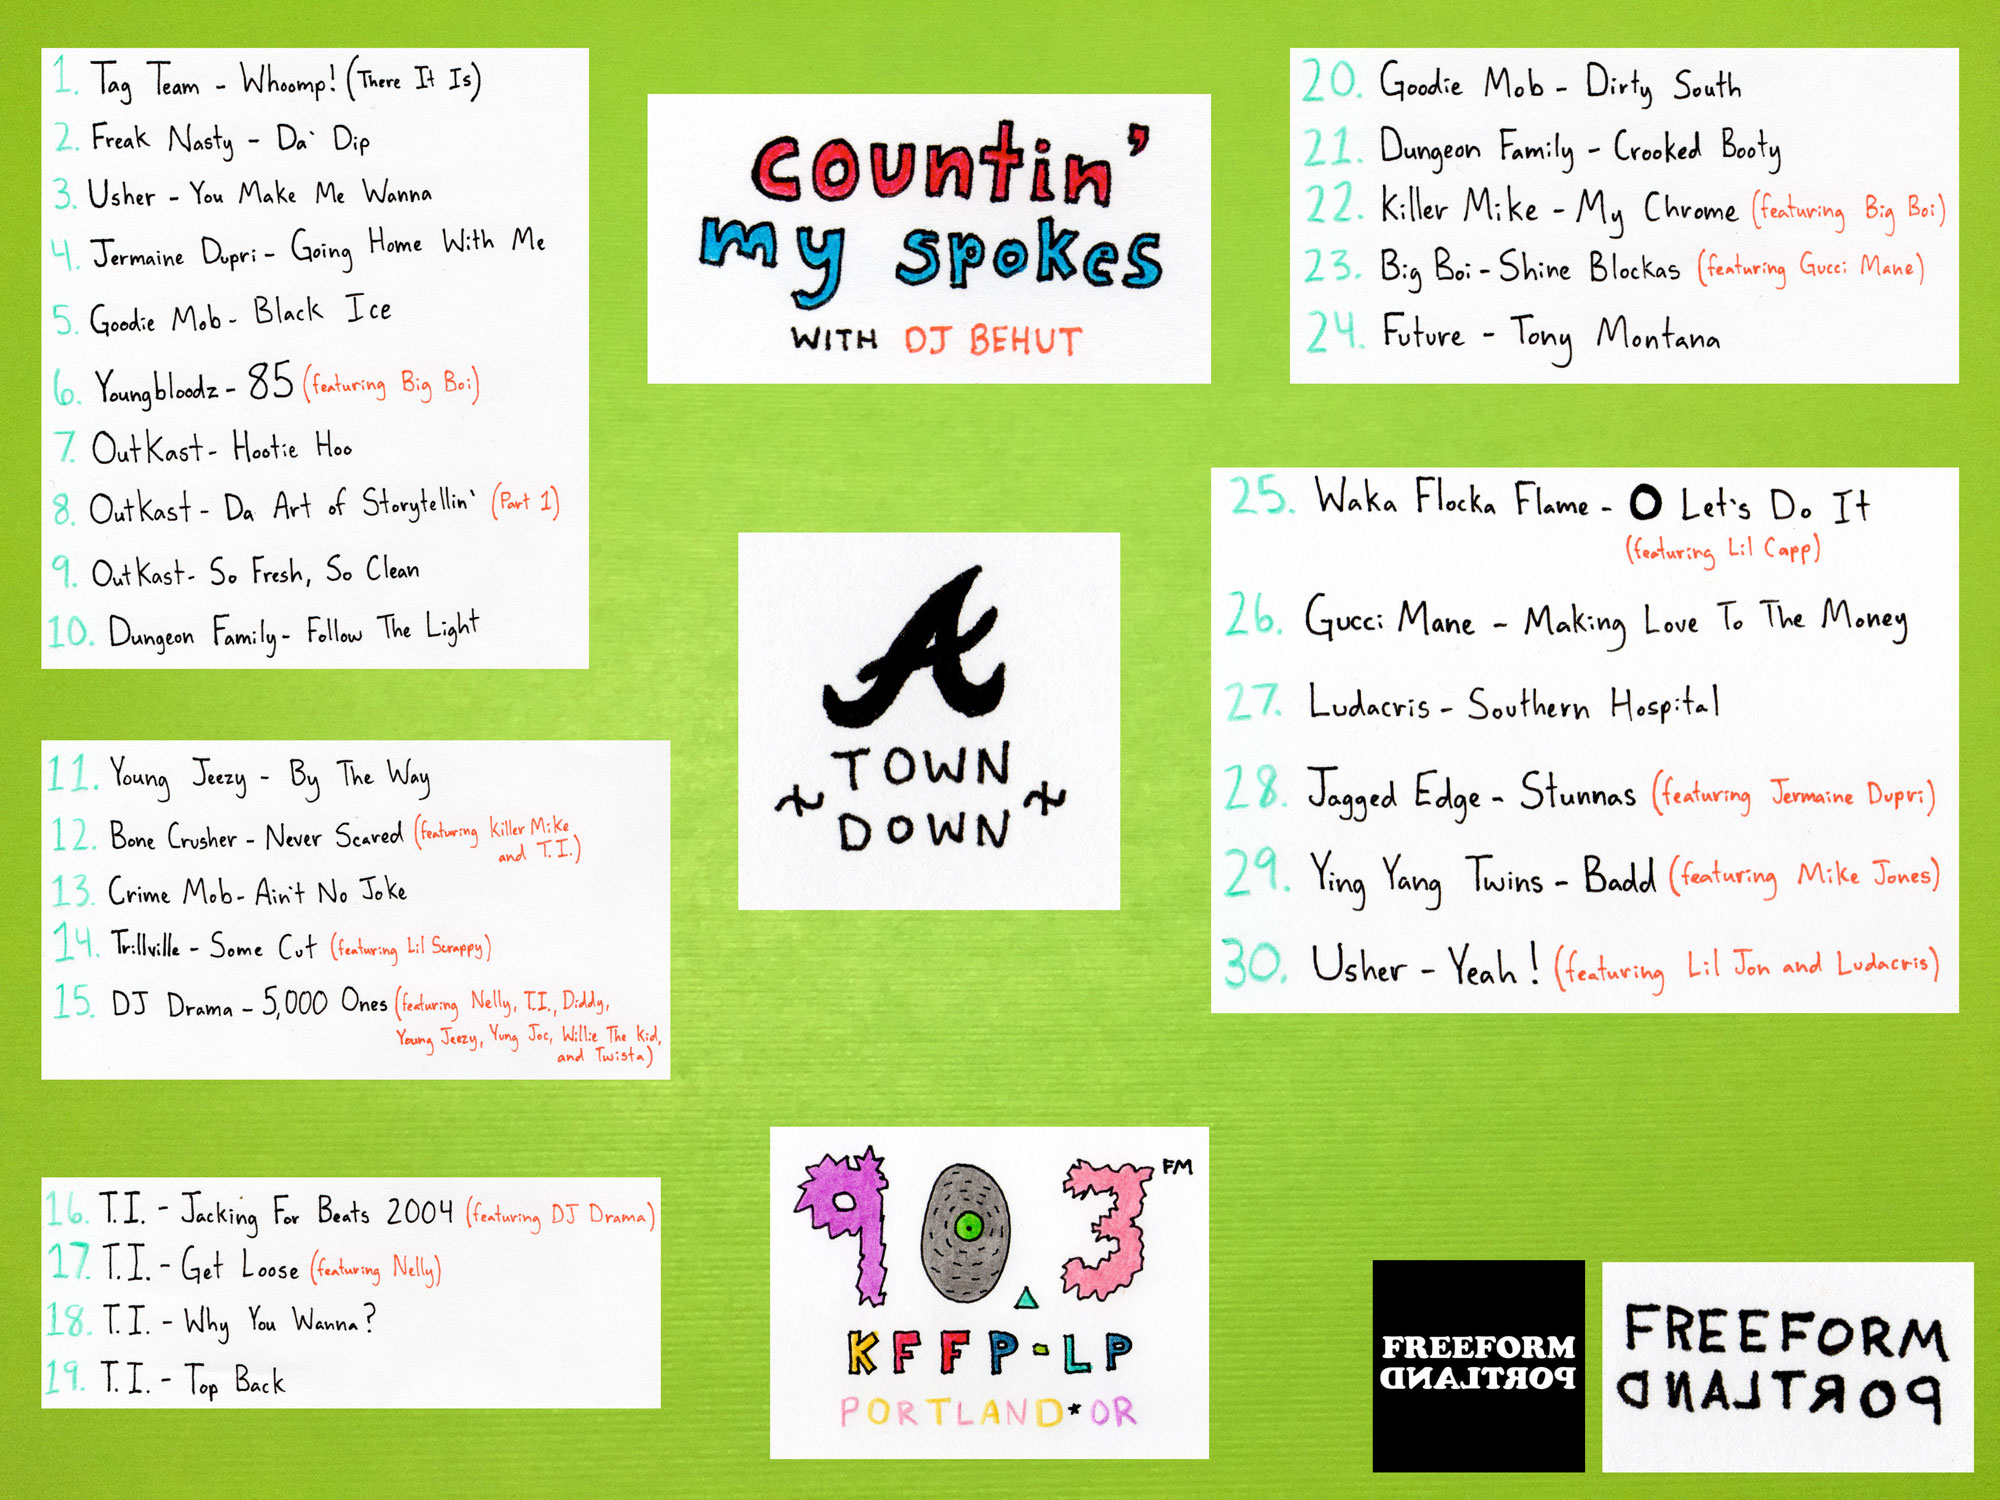 1. Tag Team - Whoomp! (There It Is)
2. Freak Nasty - Da' Dip
3. Usher - You Make Me Wanna
4. Jermaine Dupri - Going Home With Me
5. Goodie Mob - Black Ice
6. Youngbloodz - 85 (featuring Big Boi)
7. OutKast - Hootie Hoo
8. OutKast - Da Art of Storytellin' (Part 1)
9. OutKast - So Fresh, So Clean
10. Dungeon Family - Follow The Light
11. Young Jeezy - By The Way
12. Bone Crusher - Never Scared (featuring Killer Mike
and T.I.)
13. Crime Mob - Ain't No Joke
14. Trillville - Some Cut (featuring Lil Scrappy)
15. DJ Drama - 5,000 Ones (featuring Nelly, T.I., Diddy,
Young Jeezy, Yung Joc, Willie The Kid,
and Twista)
16. T.I. - Jacking For Beats 2004 (featuring DJ Drama)
17. T.I. - Get Loose (featuring Nelly)
18. T.I. - Why You Wanna?
19. T.I. - Top Back
countin'
my spokes
WITH DJ BEHUT
A
TOWN
~ DOWN ~
90.3 FM
KFFP-LP
PORTLAND*OR
20. Goodie Mob - Dirty South
21. Dungeon Family - Crooked Booty
22. Killer Mike - My Chrome (featuring Big Boi)
23. Big Boi - Shine Blockas (featuring Gucci Mane)
24. Future - Tony Montana
25. Waka Flocka Flame - O Let's Do It
(featuring Lil Capp)
26. Gucci Mane - Making Love To The Money
27. Ludacris - Southern Hospital
28. Jagged Edge - Stunnas (featuring Jermaine Dupri)
29. Ying Yang Twins - Badd (featuring Mike Jones)
30. Usher - Yeah! (featuring Lil Jon and Ludacris)
FREEFORM
PORTLAND
FREEFORM
PORTLAND